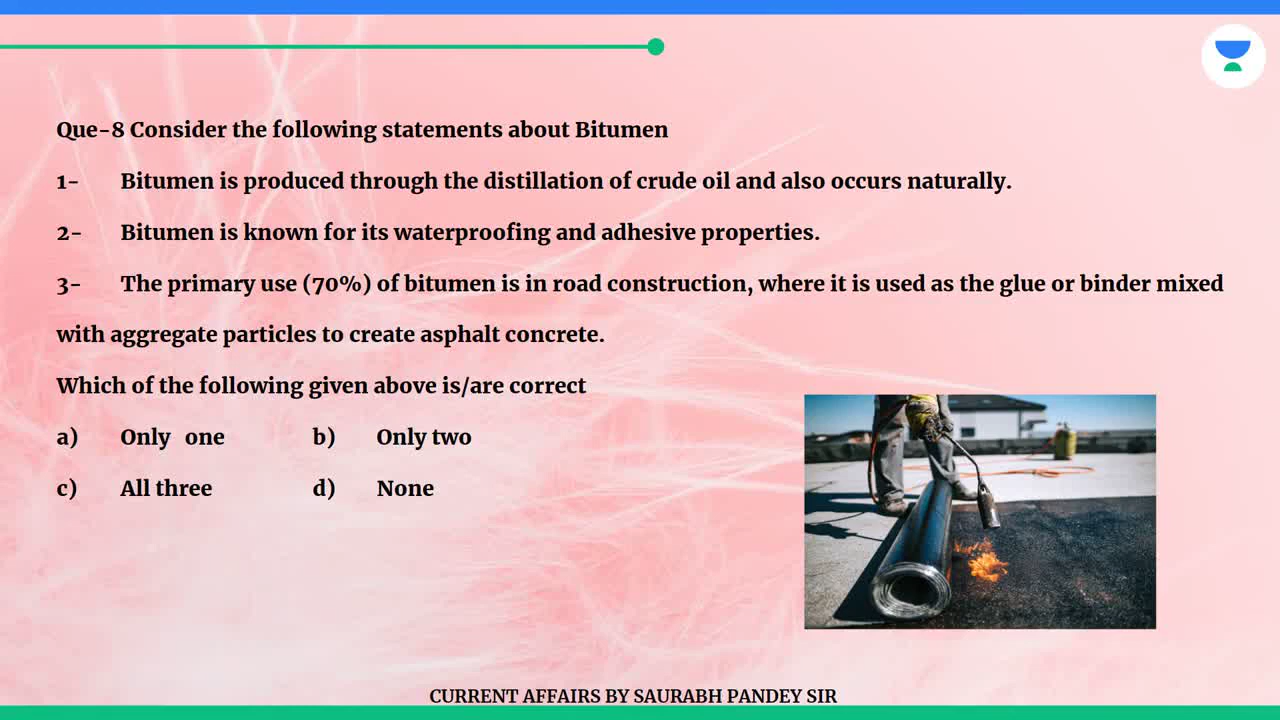 Que-8 Consider the following statements about Bitumen
1- Bitumen is produced through the distillation of crude oil and also occurs naturally.
2- Bitumen is known for its waterproofing and adhesive properties.
3- The primary use (70%) of bitumen is in road construction, where it is used as the glue or binder mixed
with aggregate particles to create asphalt concrete.
Which of the following given above is/are correct
a) Only one b) Only two
c) All three d) None
CURRENT AFFAIRS BY SAURABH PANDEY SIR